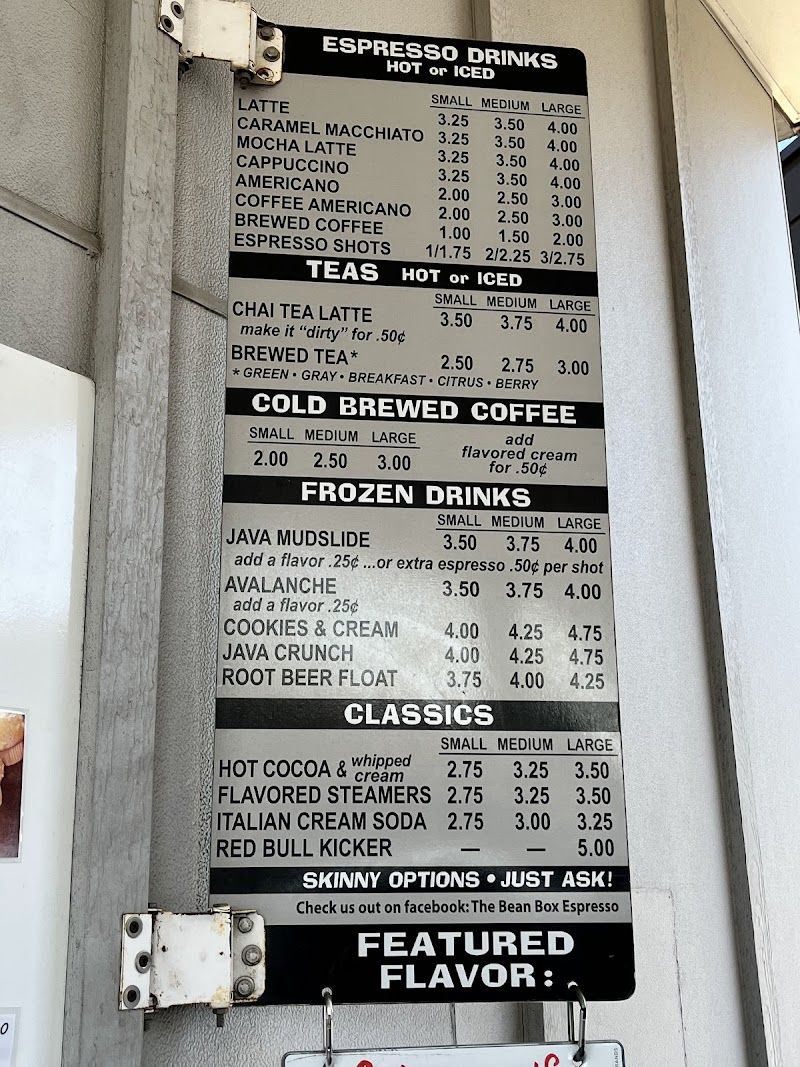 ESPRESSO DRINKS
HOT or ICED
SMALL MEDIUM LARGE
LATTE 3.25 3.50 4.00
CARAMEL MACCHIATO 3.25 3.50 4.00
MOCHA LATTE 3.25 3.50 4.00
CAPPUCCINO 3.25 3.50 4.00
AMERICANO 2.00 2.50 3.00
COFFEE AMERICANO 2.00 2.50 3.00
BREWED COFFEE 1.00 1.50 2.00
ESPRESSO SHOTS 1/1.75 2/2.25 3/2.75
TEAS HOT or ICED
SMALL MEDIUM LARGE
CHAI TEA LATTE 3.50 3.75 4.00
make it "dirty" for .50¢
BREWED TEA* 2.50 2.75 3.00
* GREEN • GRAY • BREAKFAST • CITRUS • BERRY
COLD BREWED COFFEE
SMALL MEDIUM LARGE
2.00 2.50 3.00
add
flavored cream
for .50¢
FROZEN DRINKS
SMALL MEDIUM LARGE
JAVA MUDSLIDE 3.50 3.75 4.00
add a flavor .25¢ ...or extra espresso .50¢ per shot
AVALANCHE 3.50 3.75 4.00
add a flavor .25¢
COOKIES & CREAM 4.00 4.25 4.75
JAVA CRUNCH 4.00 4.25 4.75
ROOT BEER FLOAT 3.75 4.00 4.25
CLASSICS
SMALL MEDIUM LARGE
HOT COCOA & whipped cream 2.75 3.25 3.50
FLAVORED STEAMERS 2.75 3.25 3.50
ITALIAN CREAM SODA 2.75 3.00 3.25
RED BULL KICKER — — 5.00
SKINNY OPTIONS • JUST ASK!
Check us out on facebook: The Bean Box Espresso
FEATURED
FLAVOR: